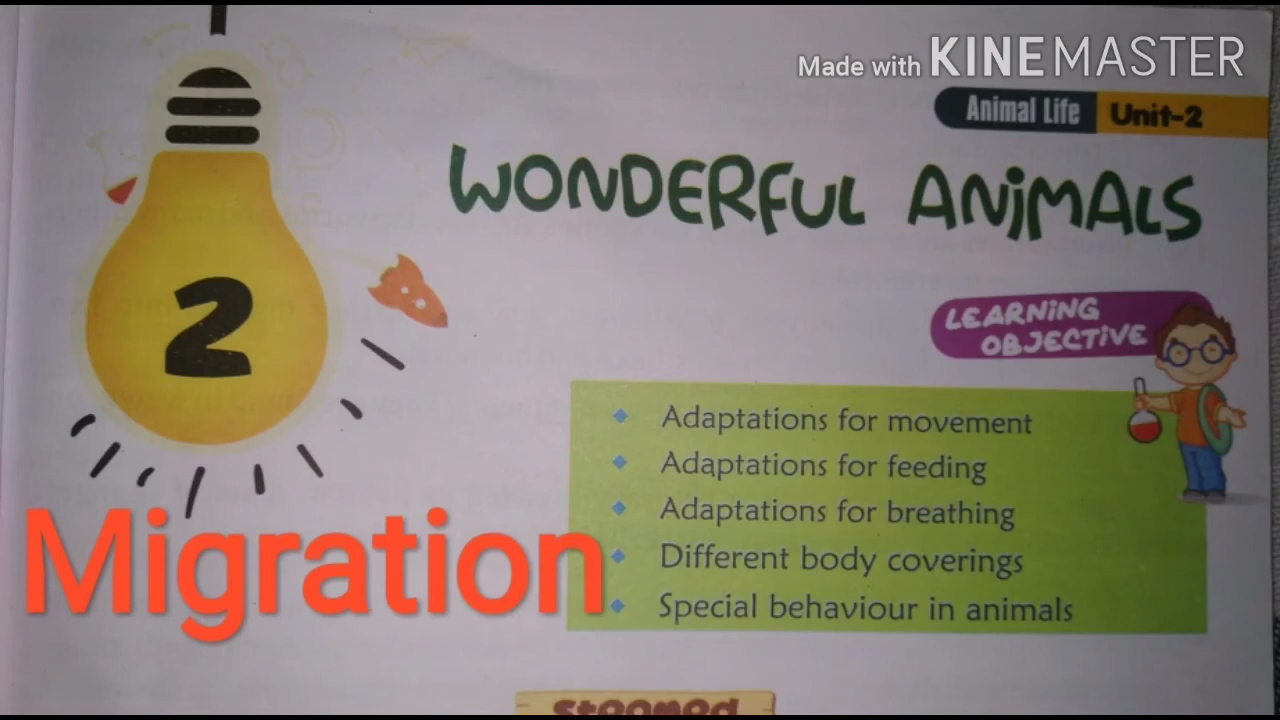 Made with KINEMASTER
Animal Life Unit-2
WONDERFUL ANiMALS
2
LEARNiNG
OBJECTiVE
Adaptations for movement
Adaptations for feeding
Adaptations for breathing
Different body coverings
Special behaviour in animals
Migration